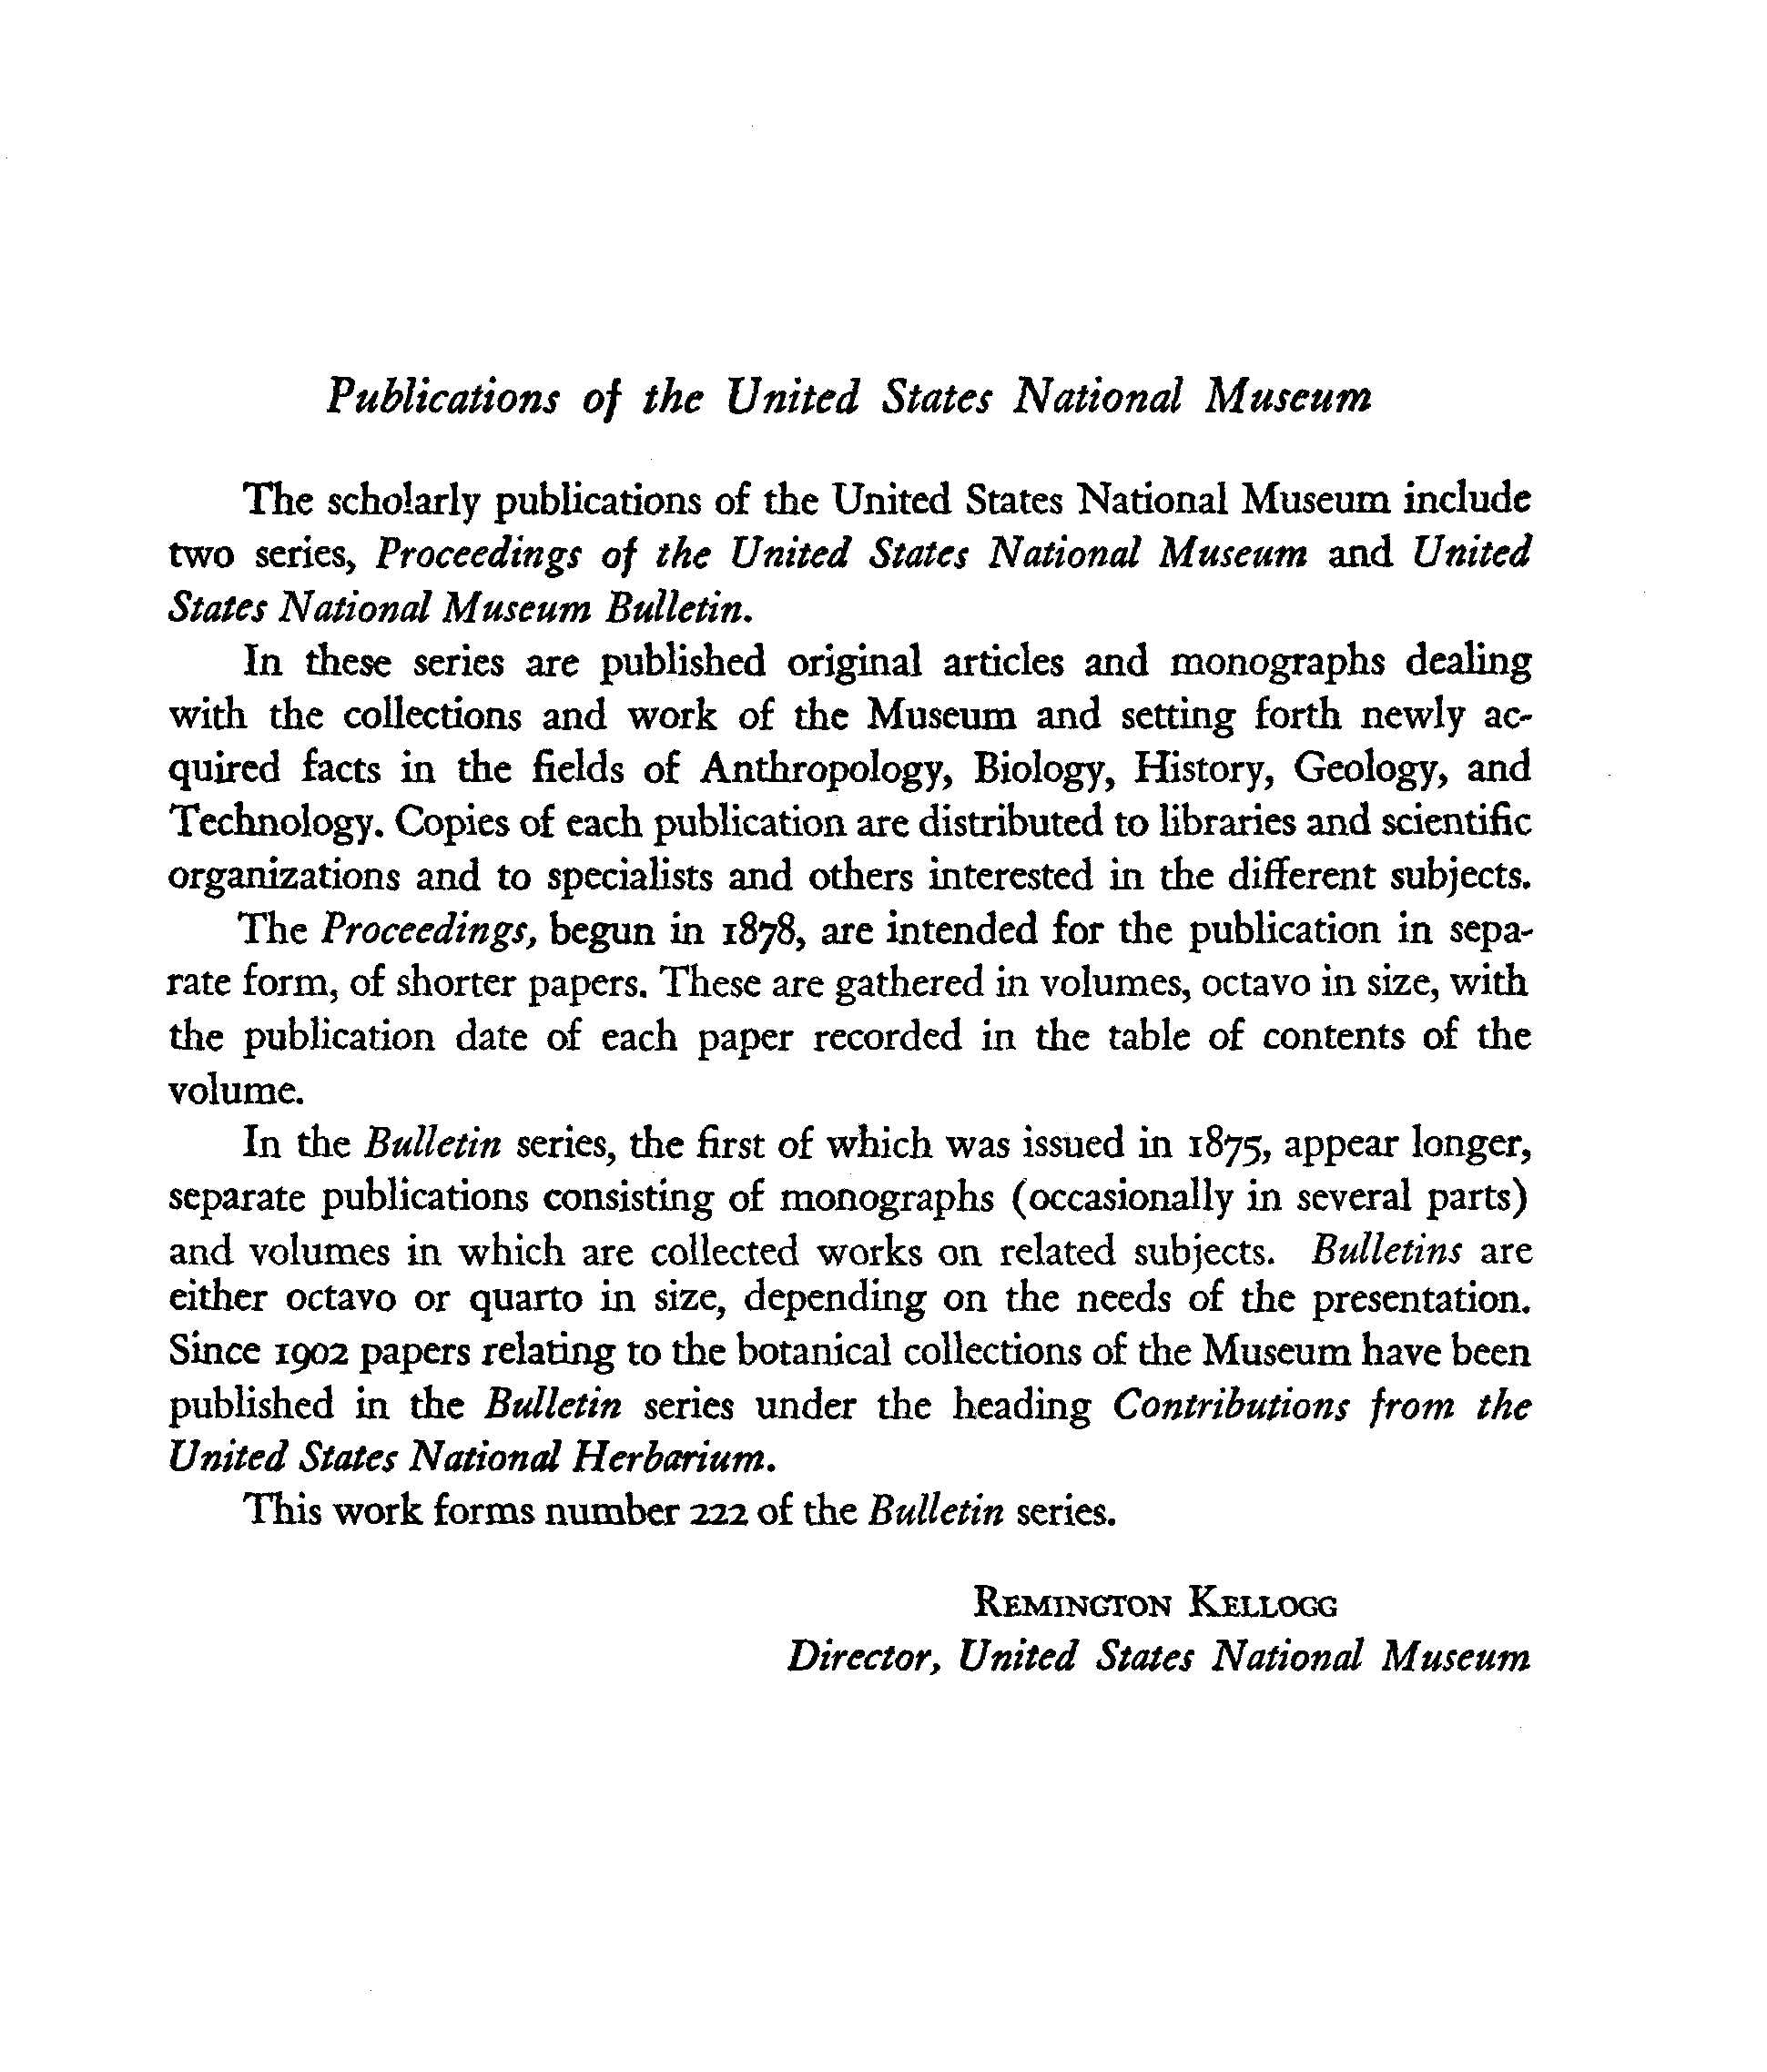 Publications of the United States National Museum
The scholarly publications of the United States National Museum include
two series, Proceedings of the United States National Museum and United
States National Museum Bulletin.
In these series are published original articles and monographs dealing
with the collections and work of the Museum and setting forth newly ac-
quired facts in the fields of Anthropology, Biology, History, Geology, and
Technology. Copies of each publication are distributed to libraries and scientific
organizations and to specialists and others interested in the different subjects.
The Proceedings, begun in 1878, are intended for the publication in sepa-
rate form, of shorter papers. These are gathered in volumes, octavo in size, with
the publication date of each paper recorded in the table of contents of the
volume.
In the Bulletin series, the first of which was issued in 1875, appear longer,
separate publications consisting of monographs (occasionally in several parts)
and volumes in which are collected works on related subjects. Bulletins are
either octavo or quarto in size, depending on the needs of the presentation.
Since 1902 papers relating to the botanical collections of the Museum have been
published in the Bulletin series under the heading Contributions from the
United States National Herbarium.
This work forms number 222 of the Bulletin series.
REMINGTON KELLOGG
Director, United States National Museum